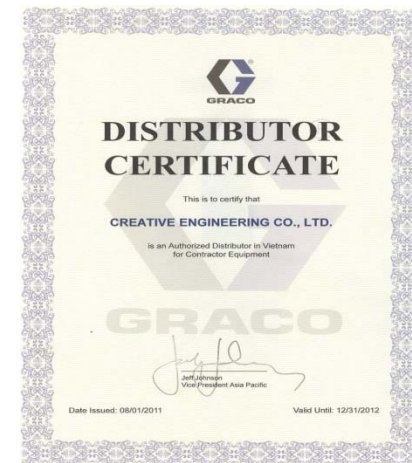 GRACO
DISTRIBUTOR
CERTIFICATE
This is to certify that
CREATIVE ENGINEERING CO., LTD.
is an Authorized Distributor in Vietnam
for Contractor Equipment
GRACO
Jeff Johnson
Vice President Asia Pacific
Date Issued: 08/01/2011 Valid Until: 12/31/2012